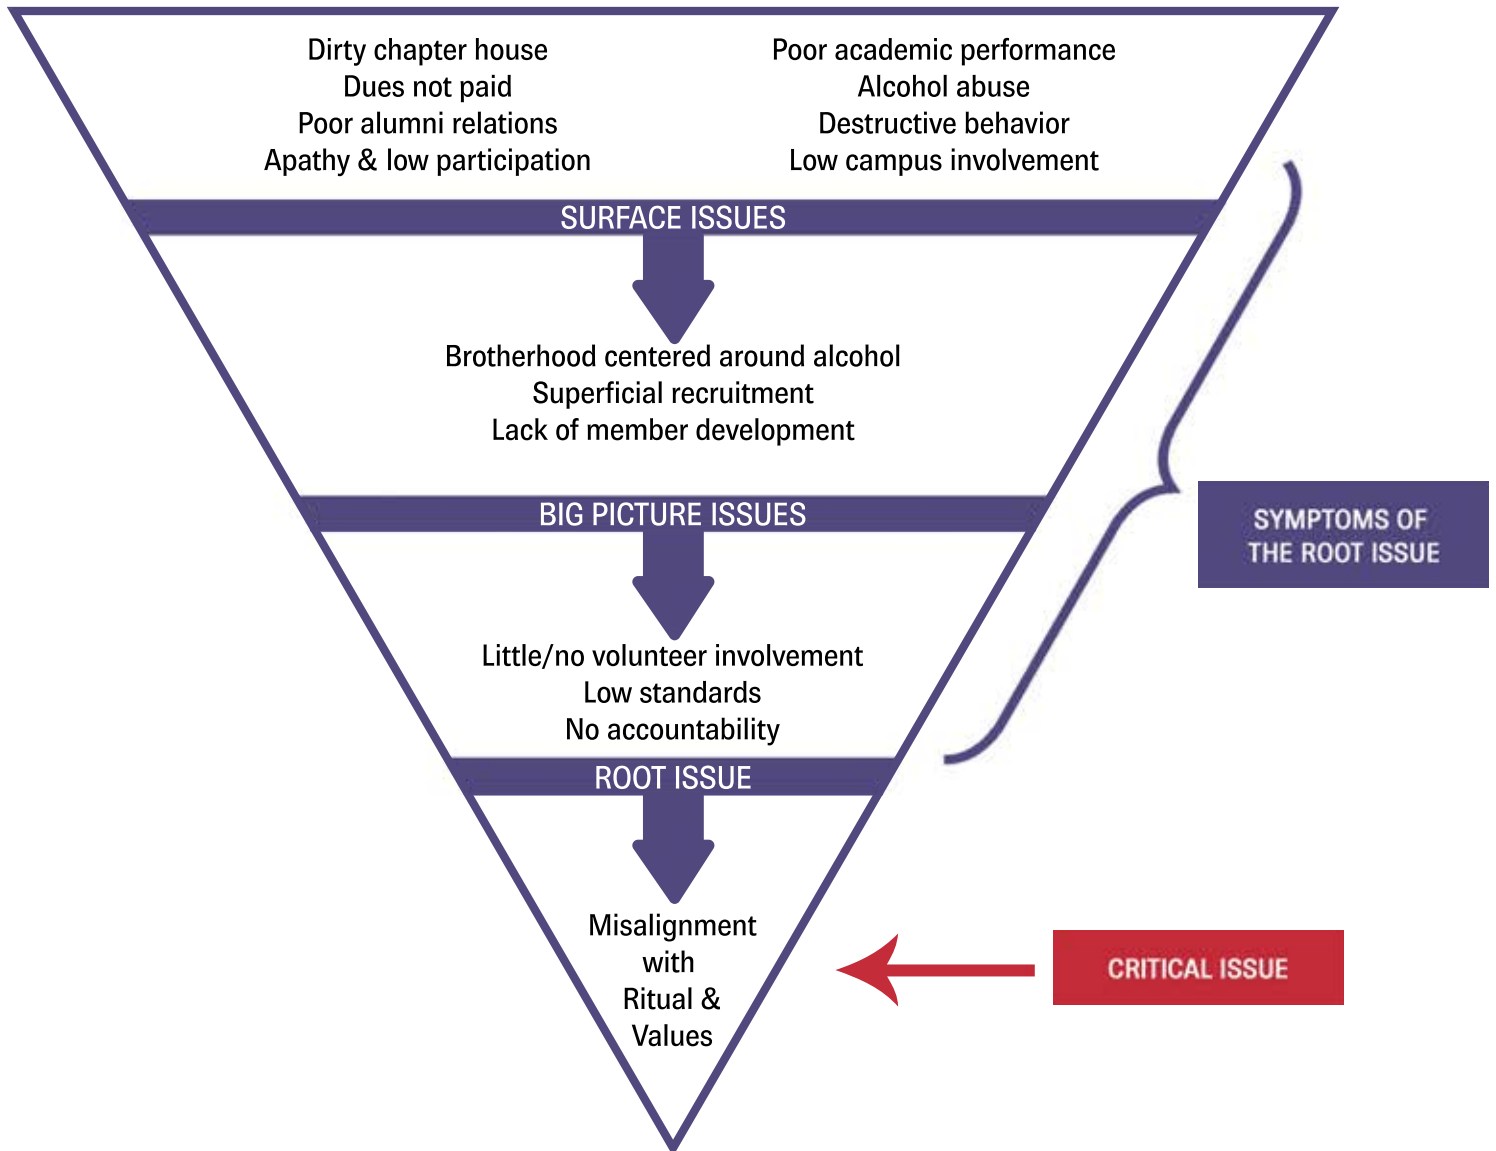 Dirty chapter house
Dues not paid
Poor alumni relations
Apathy & low participation
Poor academic performance
Alcohol abuse
Destructive behavior
Low campus involvement
SURFACE ISSUES
Brotherhood centered around alcohol
Superficial recruitment
Lack of member development
BIG PICTURE ISSUES
SYMPTOMS OF
THE ROOT ISSUE
Little/no volunteer involvement
Low standards
No accountability
ROOT ISSUE
Misalignment
with
Ritual &
Values
CRITICAL ISSUE